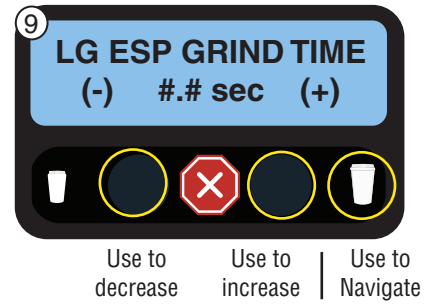 9
LG ESP GRIND TIME
(-) #.# sec (+)
Use to decrease
Use to increase
Use to Navigate